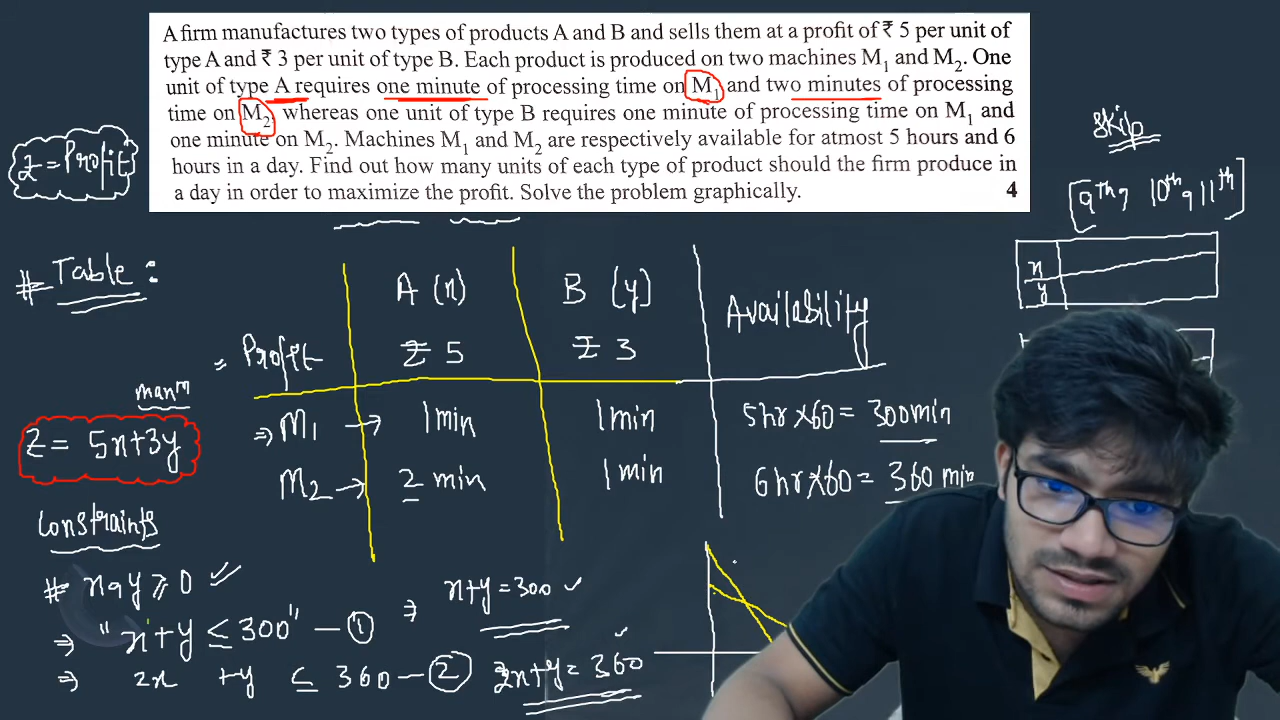 A firm manufactures two types of products A and B and sells them at a profit of ₹ 5 per unit of
type A and ₹ 3 per unit of type B. Each product is produced on two machines M₁ and M₂. One
unit of type A requires one minute of processing time on M₁ and two minutes of processing
time on M₂ whereas one unit of type B requires one minute of processing time on M₁ and
one minute on M₂. Machines M₁ and M₂ are respectively available for atmost 5 hours and 6
hours in a day. Find out how many units of each type of product should the firm produce in
a day in order to maximize the profit. Solve the problem graphically. 4
Z = Profit
Skip
[9th, 10th, 11th]
x
y
# Table :
A (x) B (y) Availability
= Profit ₹ 5 ₹ 3
⇒ M₁ → 1 min 1 min 5 hr × 60 = 300 min
M₂ → 2 min 1 min 6 hr × 60 = 360 min
maxm
Z = 5x + 3y
Constraints
# x, y ≥ 0 ✓
⇒ "x + y ≤ 300" — ① ⇒ x + y = 300 ✓
⇒ 2x + y ≤ 360 — ② 2x + y = 360 ✓